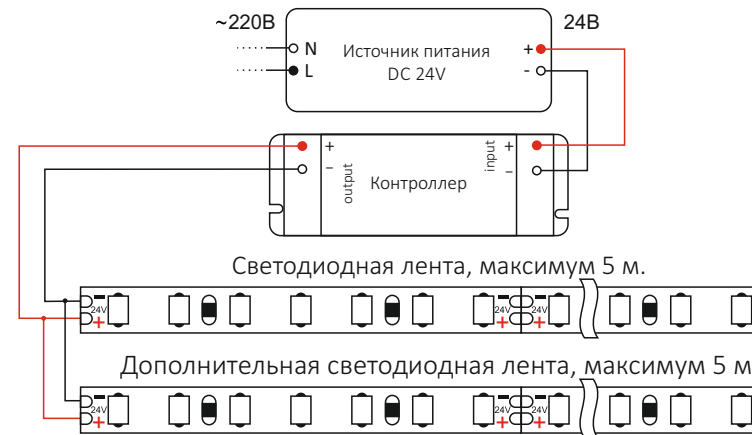 ~220В
24В
N
Источник питания
+
L
DC 24V
-
+
input
+
-
output
Контроллер
-
Светодиодная лента, максимум 5 м.
-
24V
+
-
24V
+
-
24V
+
Дополнительная светодиодная лента, максимум 5 м
-
24V
+
-
24V
+
-
24V
+